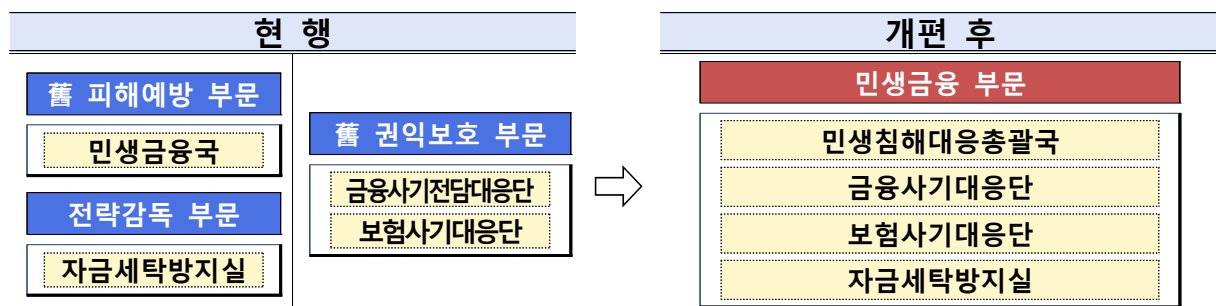 현 행
舊 피해예방 부문
민생금융국
전략감독 부문
자금세탁방지실
舊 권익보호 부문
금융사기전담대응단
보험사기대응단
개편 후
민생금융 부문
민생침해대응총괄국
금융사기대응단
보험사기대응단
자금세탁방지실